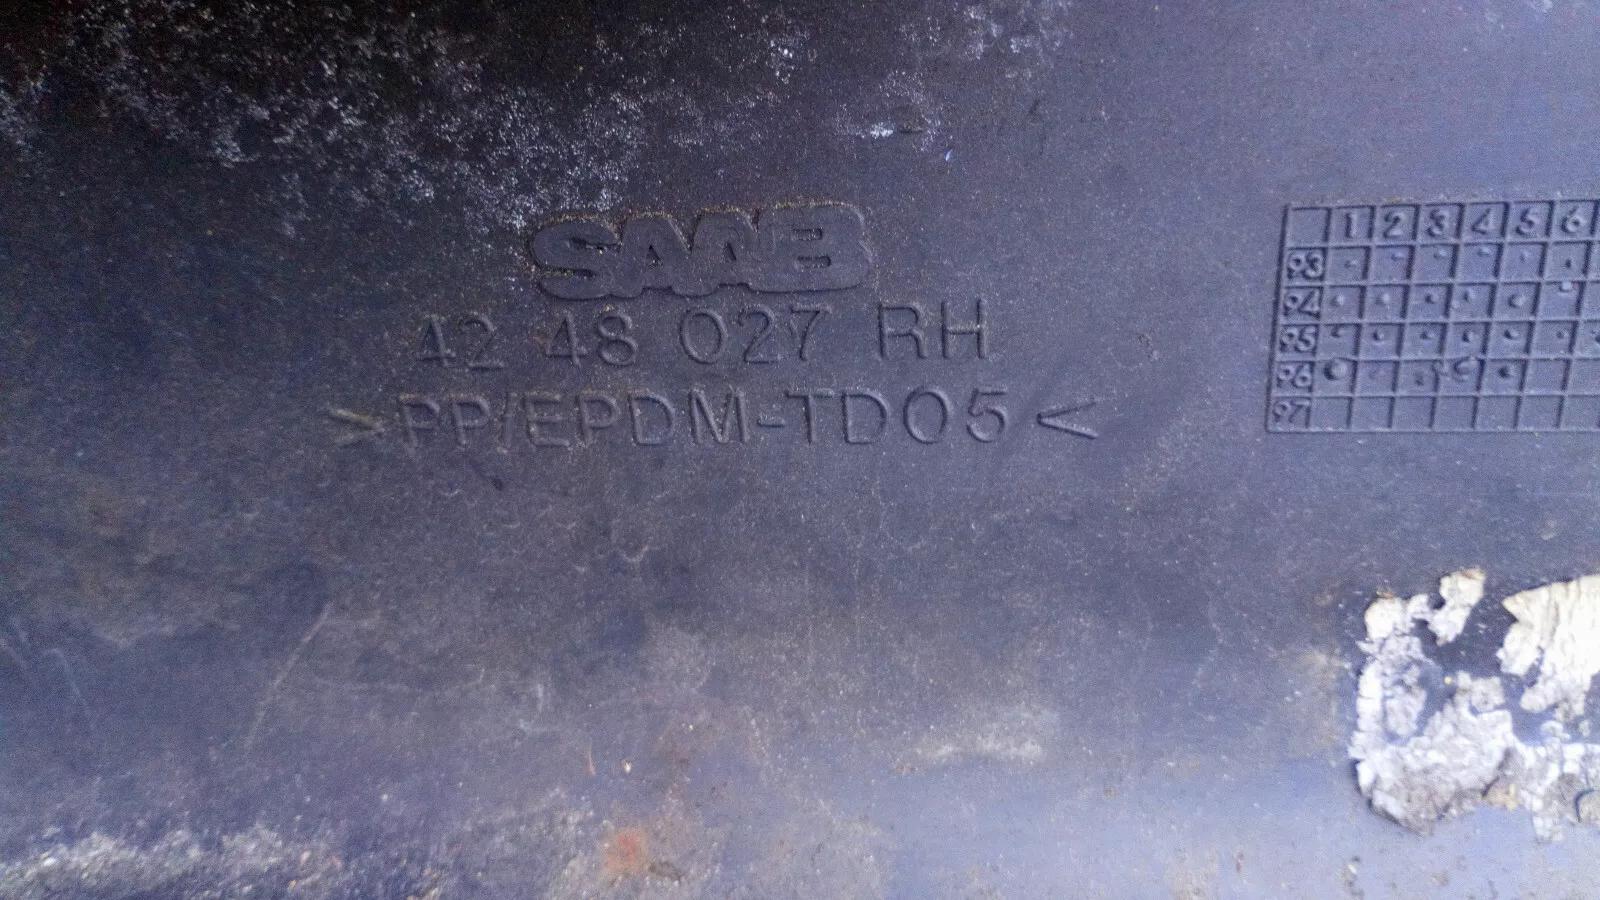 SAAB
42 48 027 RH
>PP/EPDM-TD05<
1 2 3 4 5 6
93
94
95
96
97